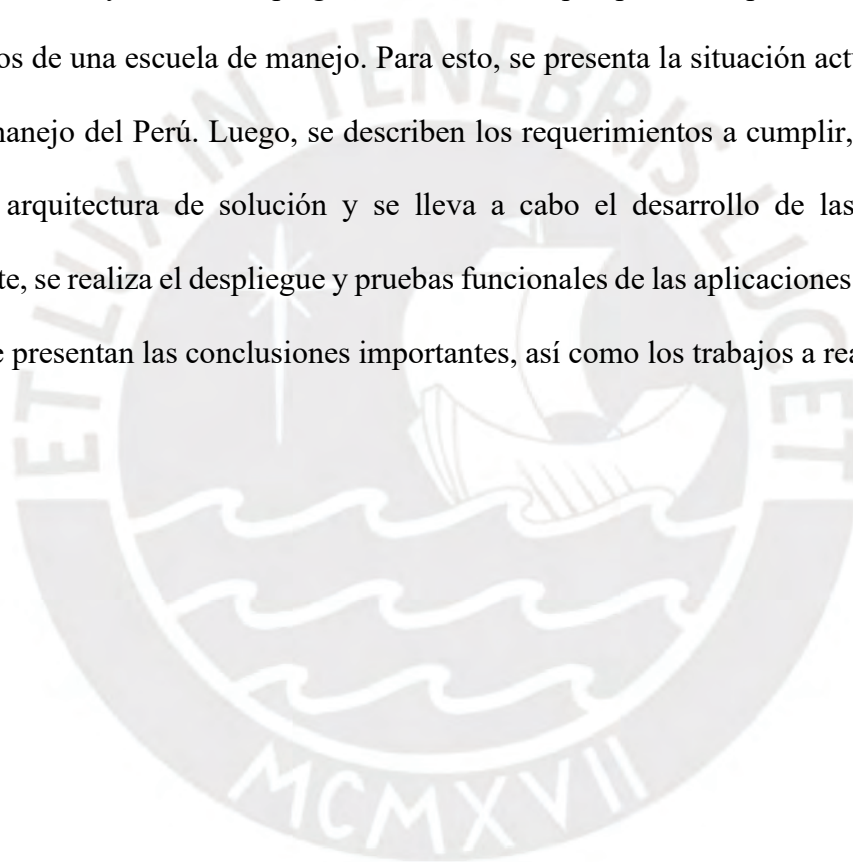 os de una escuela de manejo. Para esto, se presenta la situación act
manejo del Perú. Luego, se describen los requerimientos a cumplir,
arquitectura de solución y se lleva a cabo el desarrollo de las
te, se realiza el despliegue y pruebas funcionales de las aplicaciones
e presentan las conclusiones importantes, así como los trabajos a rea
ET LUX IN TENEBRIS LUCET
MCMXVII